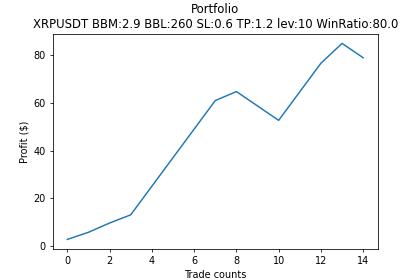 Portfolio
XRPUSDT BBM:2.9 BBL:260 SL:0.6 TP:1.2 lev:10 WinRatio:80.0
80
60
40
20
0
Profit ($)
0 2 4 6 8 10 12 14
Trade counts